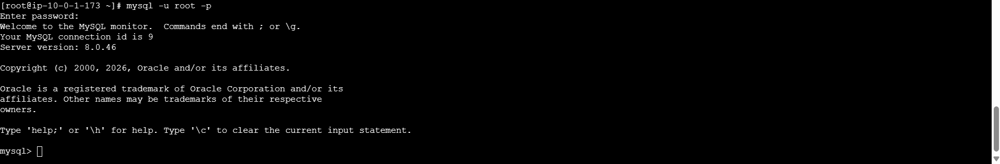 [root@ip-10-0-1-173 ~]# mysql -u root -p
Enter password:
Welcome to the MySQL monitor.  Commands end with ; or \g.
Your MySQL connection id is 9
Server version: 8.0.46

Copyright (c) 2000, 2026, Oracle and/or its affiliates.

Oracle is a registered trademark of Oracle Corporation and/or its
affiliates. Other names may be trademarks of their respective
owners.

Type 'help;' or '\h' for help. Type '\c' to clear the current input statement.

mysql>